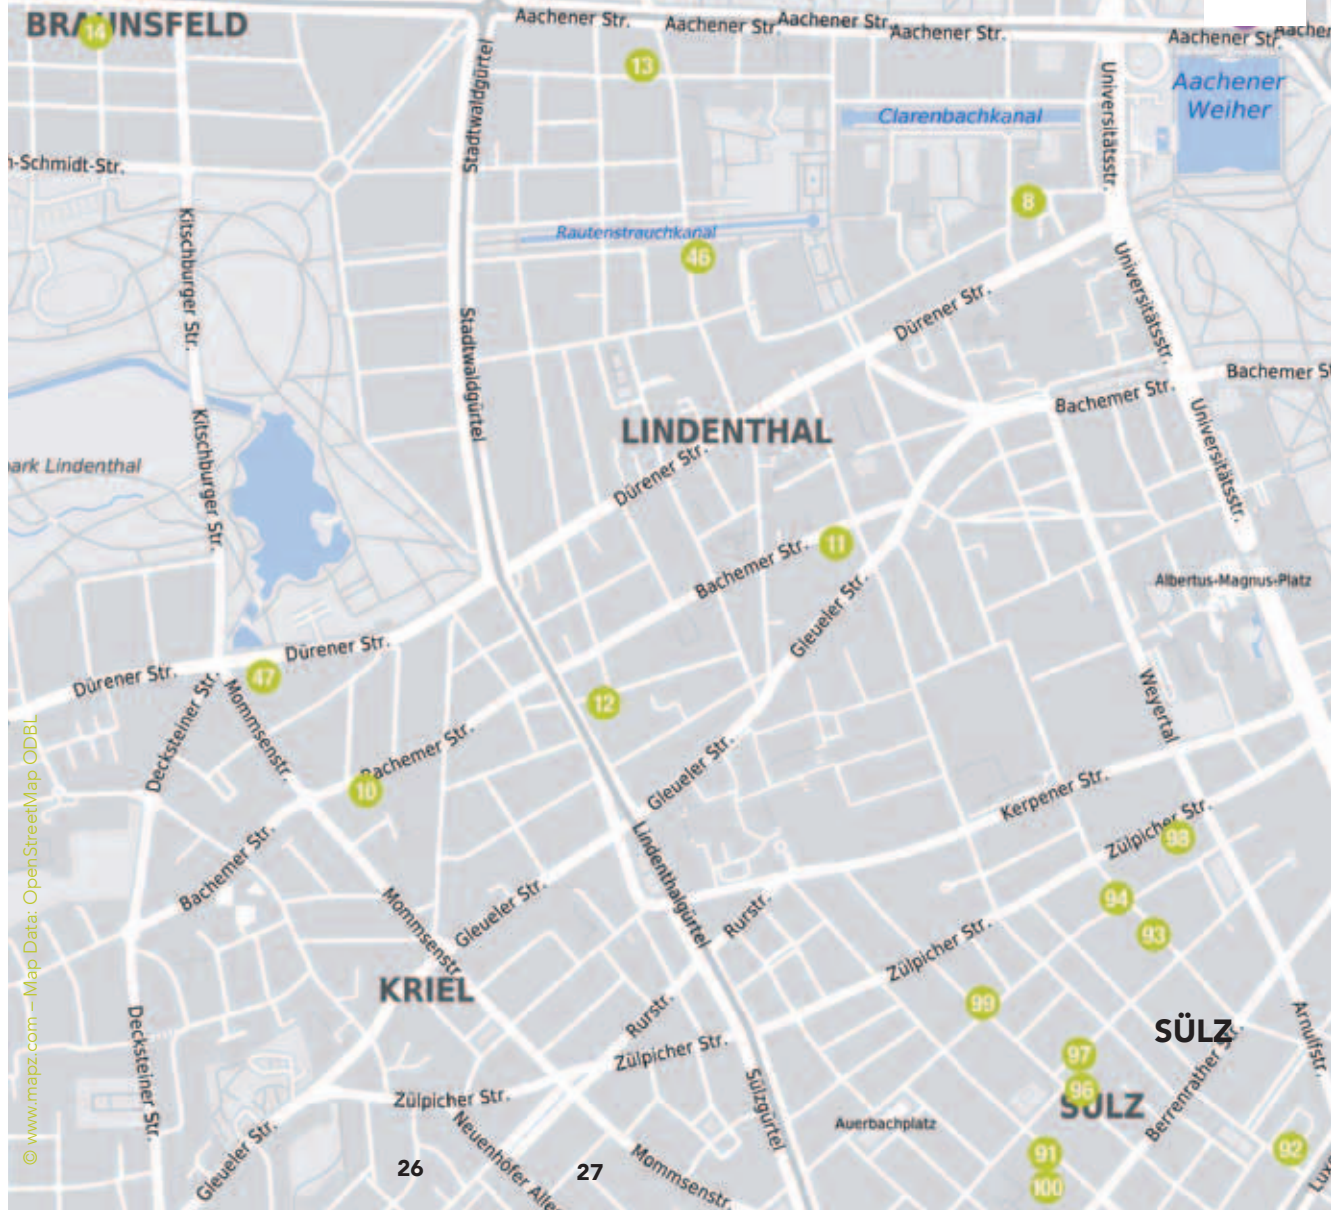 BRAUNSFELD
14
Aachener Str.
Aachener Str.
Aachener Str.
Aachener Str.
Aachener Str.
Aachener
13
Stadtwaldgürtel
Universitätsstr.
Aachener
Weiher
Clarenbachkanal
n-Schmidt-Str.
8
Kitschburger Str.
Rautenstrauchkanal
46
Universitätsstr.
Dürener Str.
Stadtwaldgürtel
Bachemer St
Bachemer Str.
Kitschburger Str.
LINDENTHAL
Universitätsstr.
ark Lindenthal
Dürener Str.
11
Bachemer Str.
Albertus-Magnus-Platz
Gleueler Str.
Dürener Str.
47
Dürener Str.
Decksteiner Str.
Mommsenstr.
12
Weyertal
Bachemer Str.
10
Gleueler Str.
Kerpener Str.
Zülpicher Str.
98
Bachemer Str.
Lindenthalgürtel
Mommsenstr.
Gleueler Str.
Rurstr.
94
93
Zülpicher Str.
KRIEL
99
Rurstr.
SÜLZ
Arnulfstr.
Decksteiner Str.
Zülpicher Str.
97
96
SÜLZ
Zülpicher Str.
Sülzgürtel
Berrenrather Str.
Auerbachplatz
Neuenhöfer Allee
Gleueler Str.
92
91
26
27
Mommsenstr.
100
Lux
© www.mapz.com – Map Data: OpenStreetMap ODBL